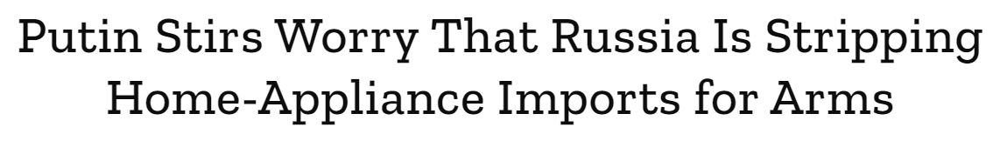 Putin Stirs Worry That Russia Is Stripping
Home-Appliance Imports for Arms